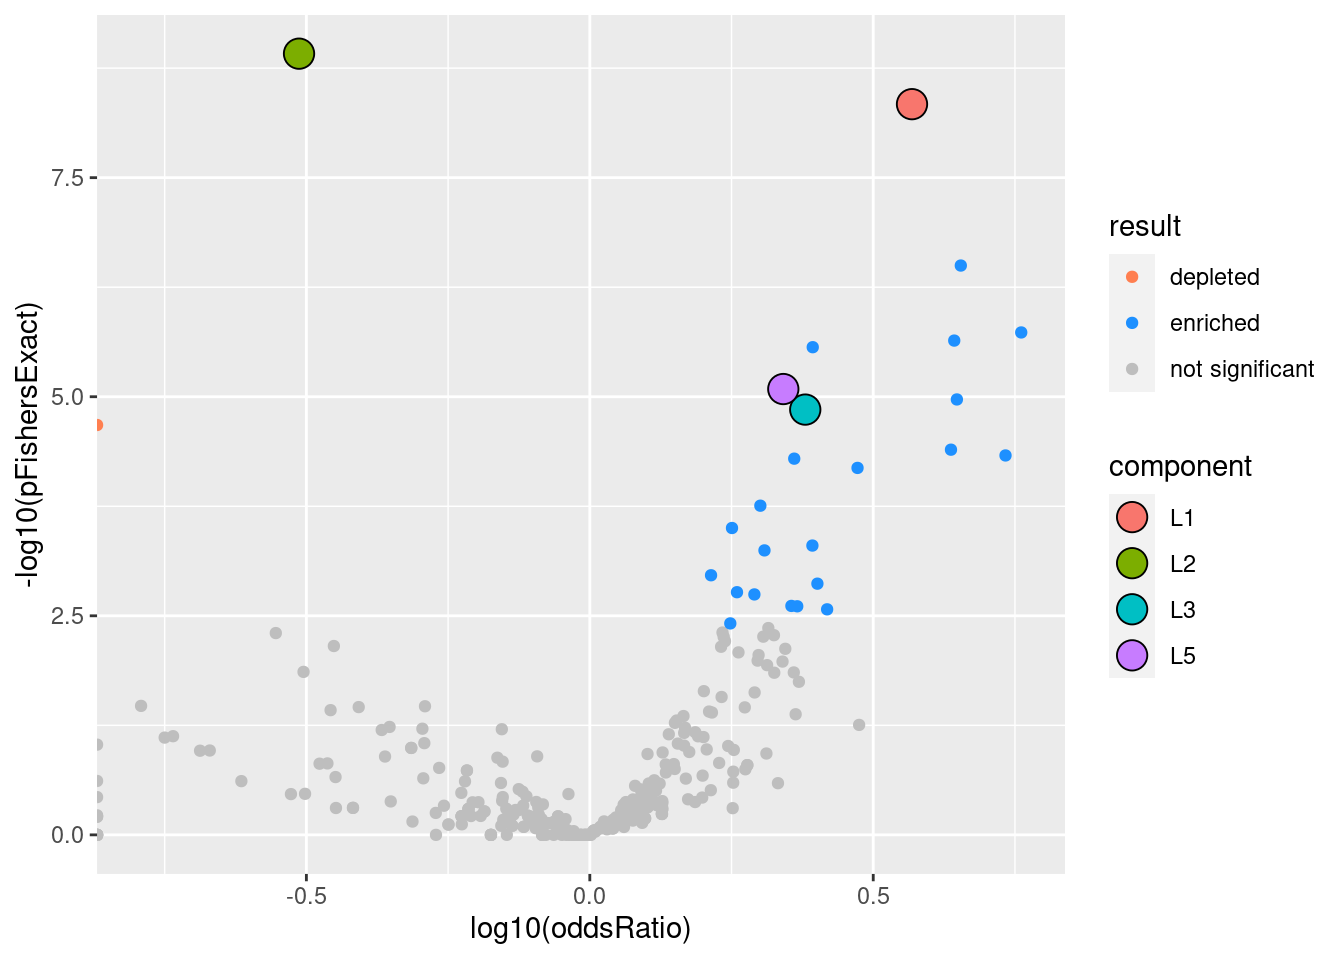 7.5
5.0
2.5
0.0
-0.5
0.0
0.5
log10(oddsRatio)
-log10(pFishersExact)
result
depleted
enriched
not significant
component
L1
L2
L3
L5